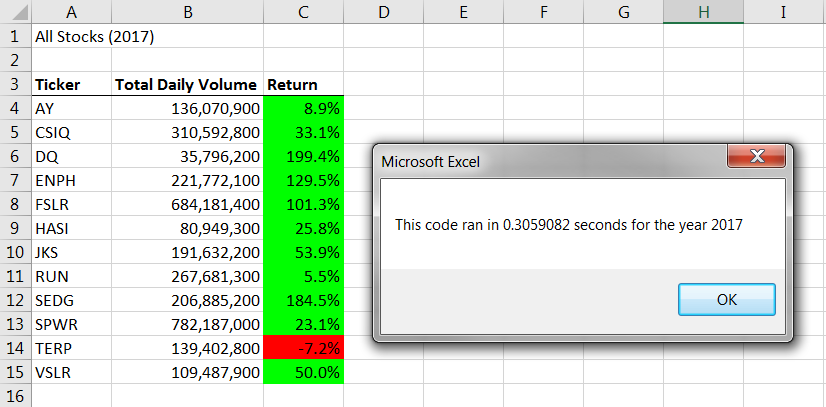 A B C D E F G H I
1 All Stocks (2017)
2
3 Ticker Total Daily Volume Return
4 AY 136,070,900 8.9%
5 CSIQ 310,592,800 33.1%
6 DQ 35,796,200 199.4%
7 ENPH 221,772,100 129.5%
8 FSLR 684,181,400 101.3%
9 HASI 80,949,300 25.8%
10 JKS 191,632,200 53.9%
11 RUN 267,681,300 5.5%
12 SEDG 206,885,200 184.5%
13 SPWR 782,187,000 23.1%
14 TERP 139,402,800 -7.2%
15 VSLR 109,487,900 50.0%
16
Microsoft Excel
This code ran in 0.3059082 seconds for the year 2017
OK